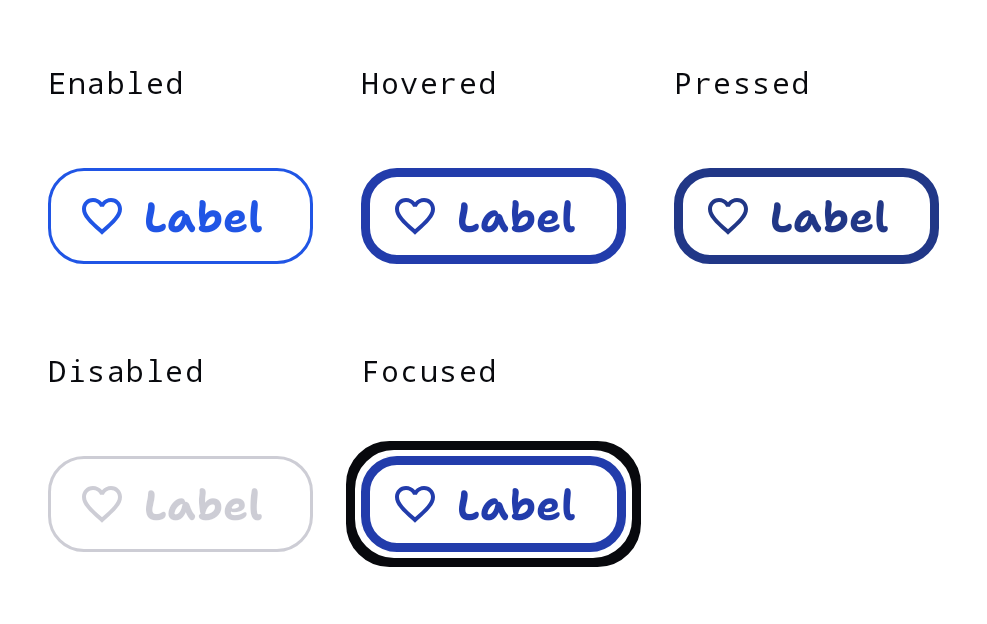 Enabled
Hovered
Pressed
Label
Label
Label
Disabled
Focused
Label
Label